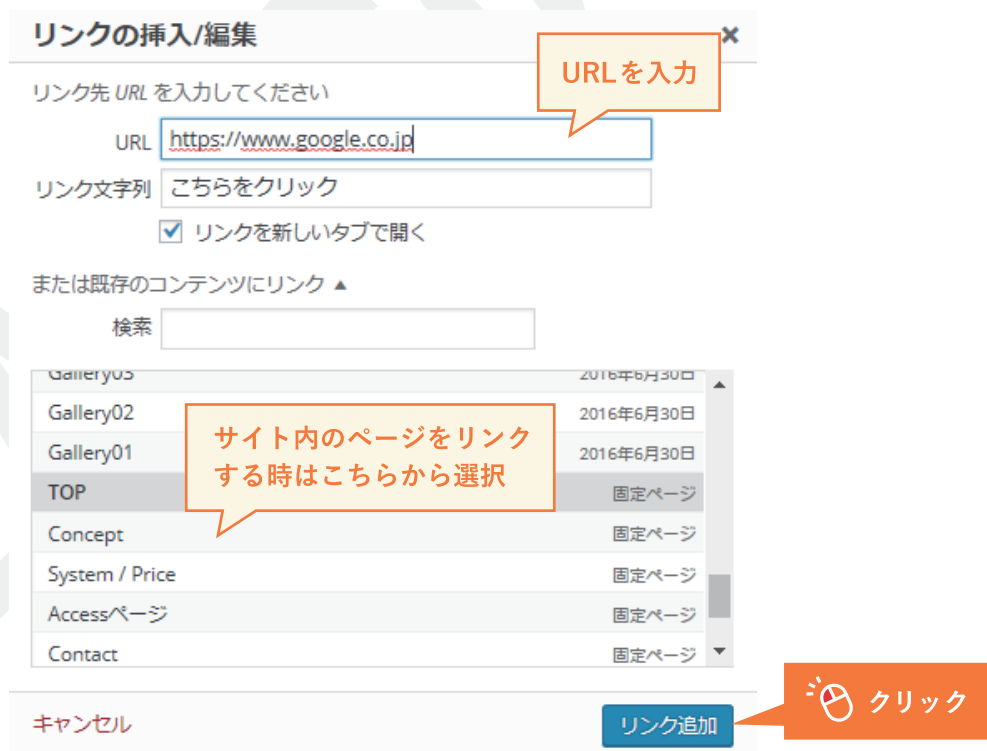 リンクの挿入/編集
×
URLを入力
リンク先 URL を入力してください
URL https://www.google.co.jp
リンク文字列 こちらをクリック
リンクを新しいタブで開く
または既存のコンテンツにリンク ▲
検索
Gallery03 2016年6月30日
Gallery02 2016年6月30日
Gallery01 2016年6月30日
サイト内のページをリンク
する時はこちらから選択
TOP 固定ページ
Concept 固定ページ
System / Price 固定ページ
Accessページ 固定ページ
Contact 固定ページ
キャンセル
リンク追加
クリック